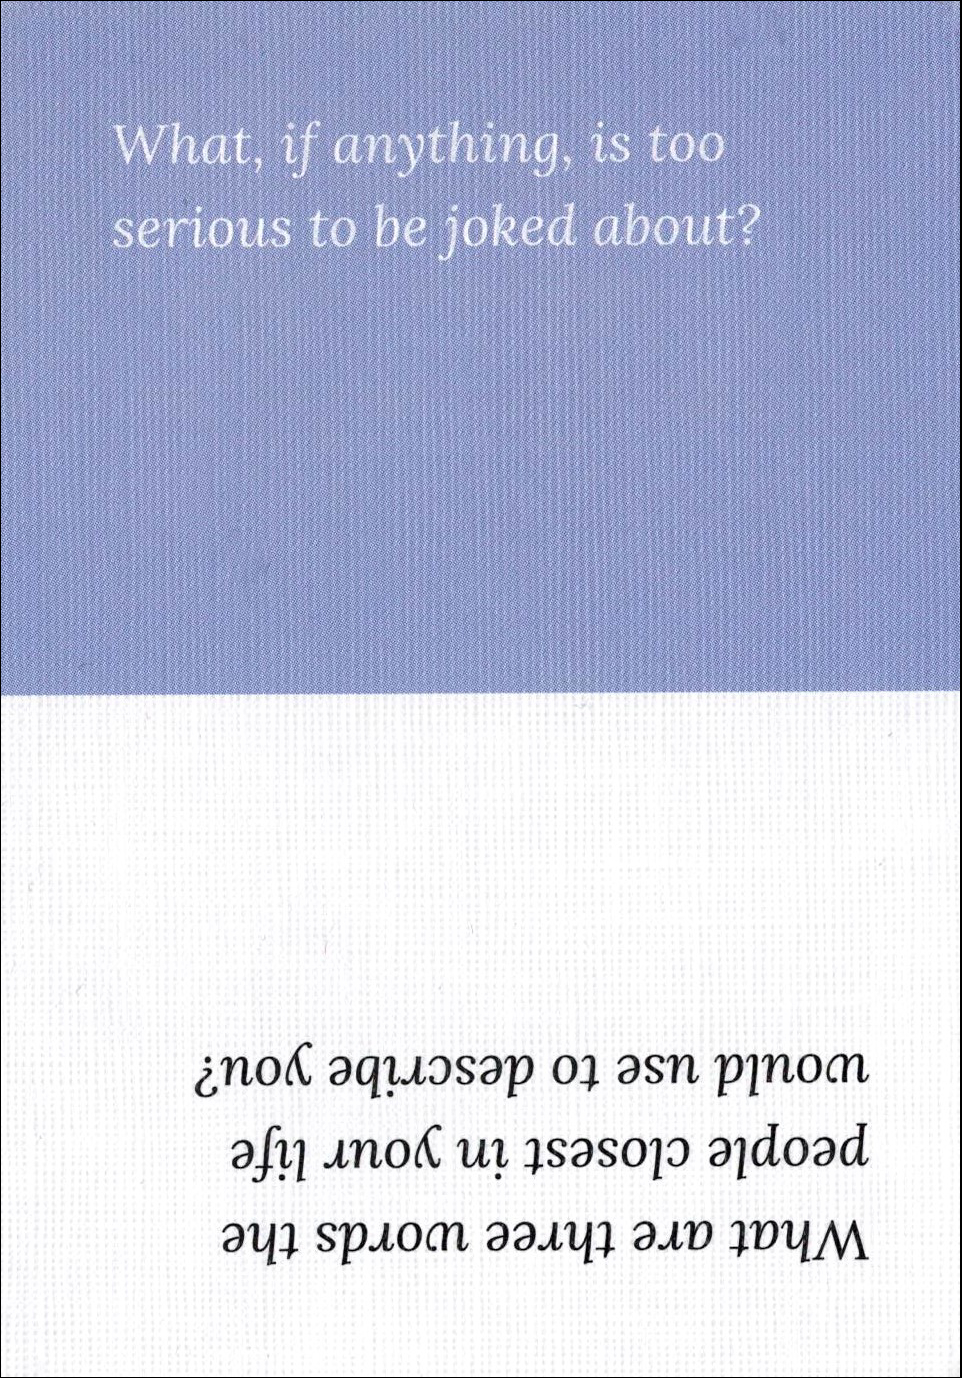 What, if anything, is too
serious to be joked about?
What are three words the
people closest in your life
would use to describe you?